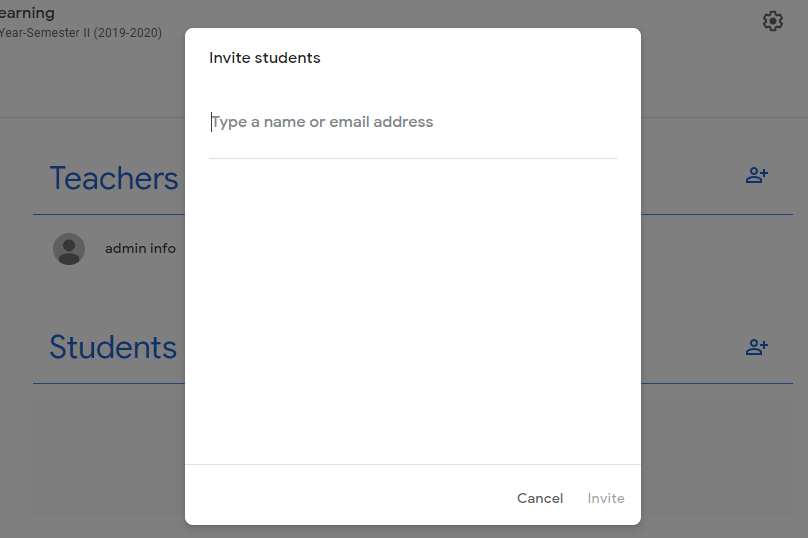 earning
Year-Semester II (2019-2020)
Invite students
Type a name or email address
Teachers
admin info
Students
Cancel Invite